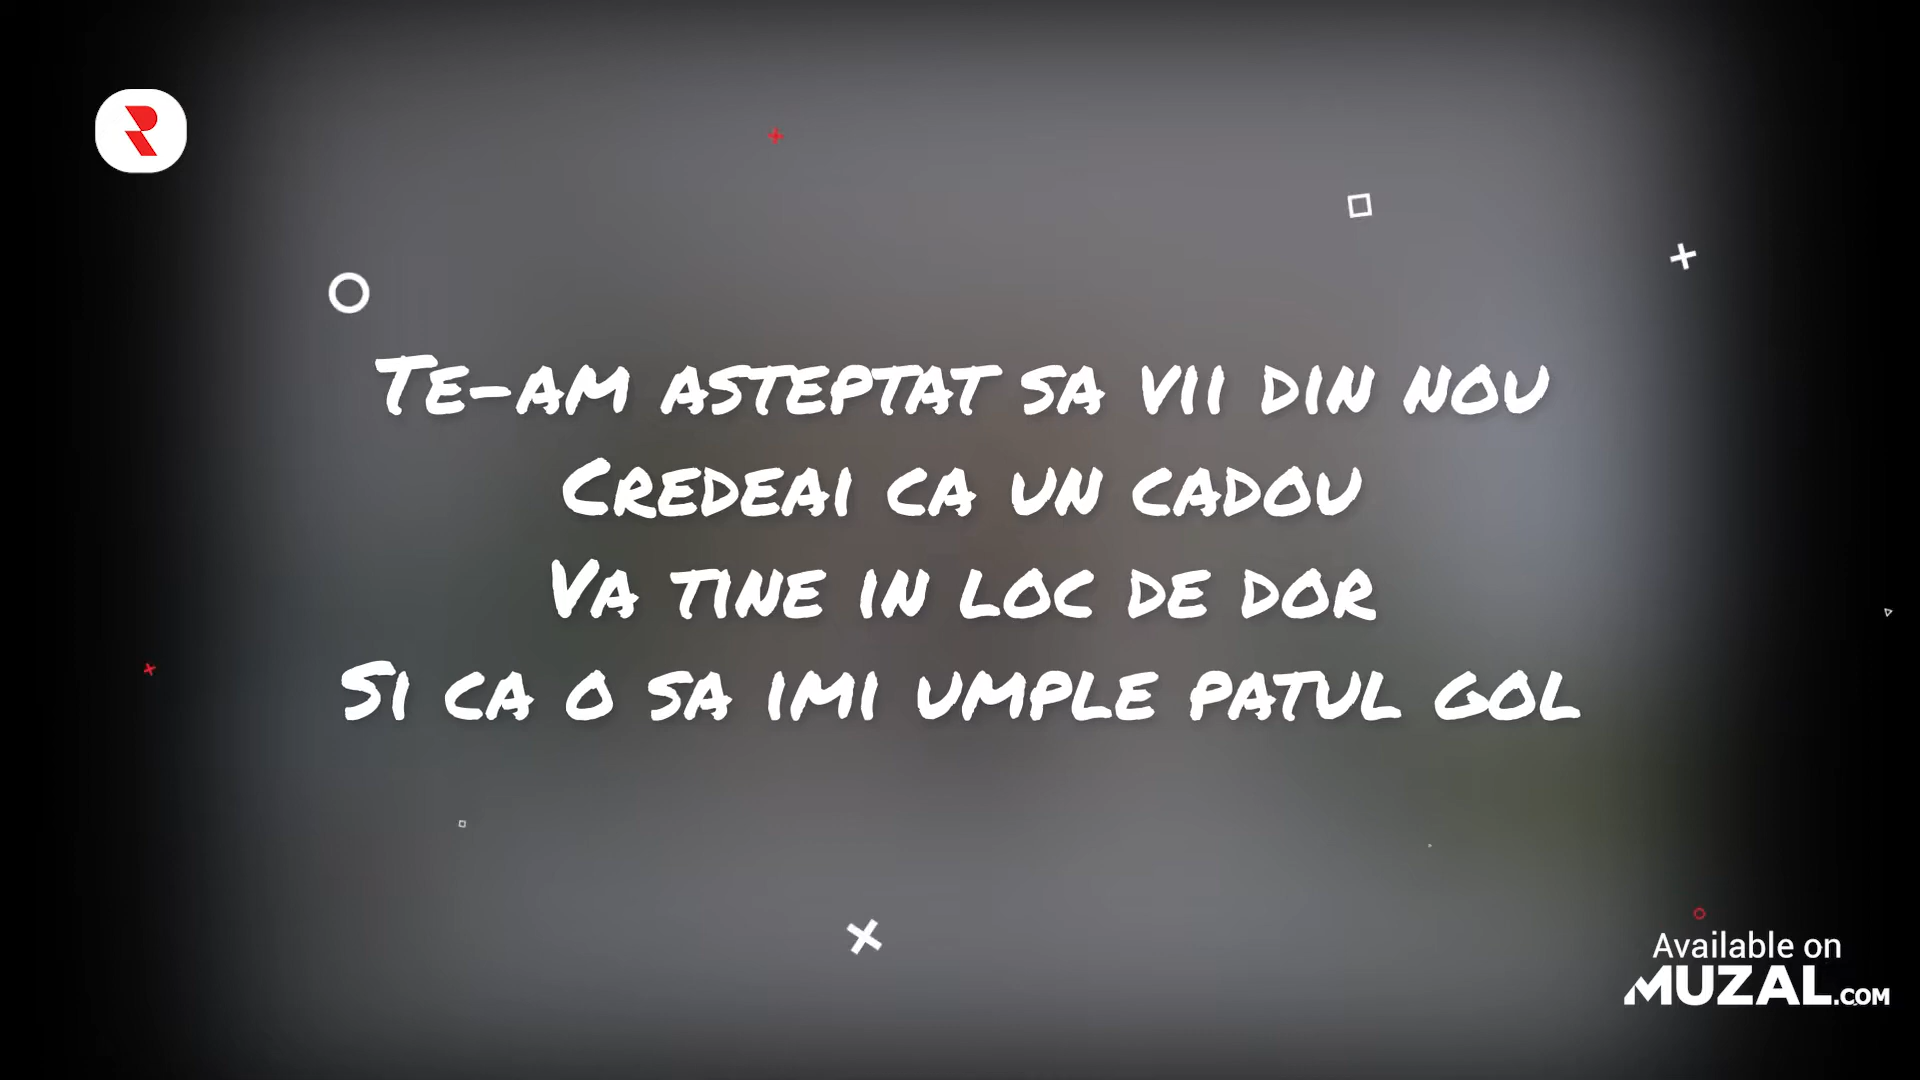 Te-am asteptat sa vii din nou
Credeai ca un cadou
Va tine in loc de dor
Si ca o sa imi umple patul gol
Available on
MUZAL.COM